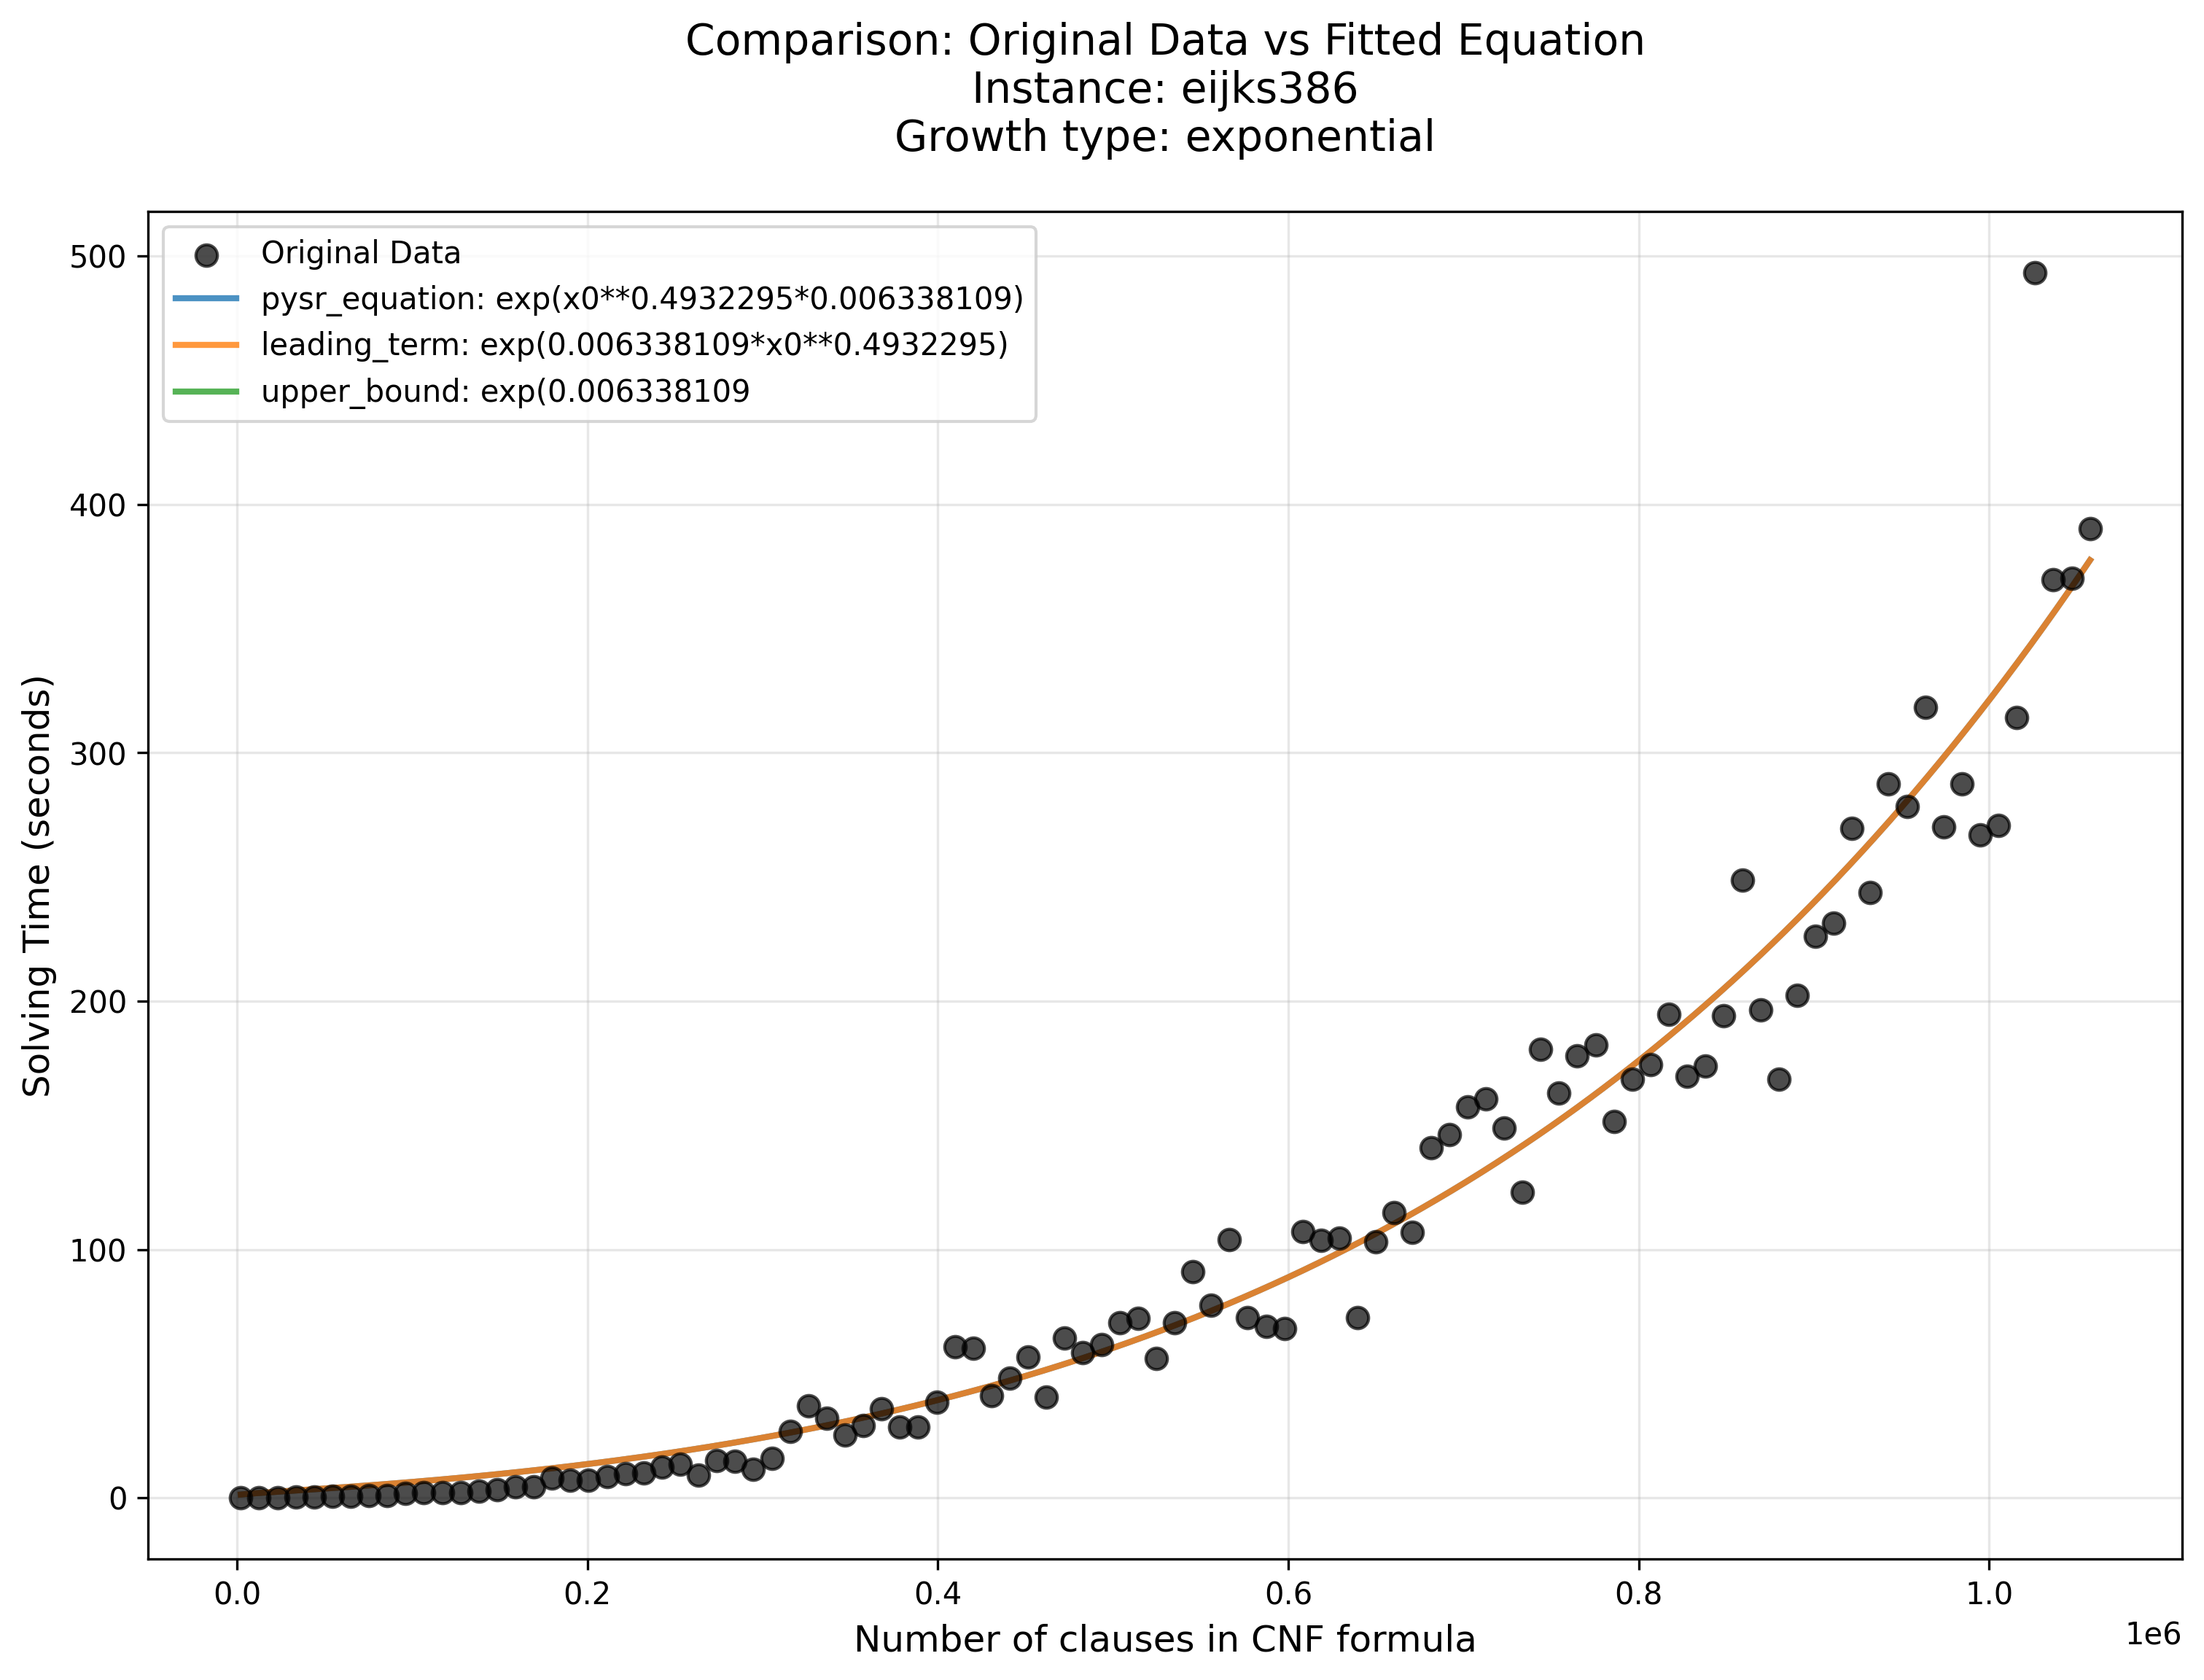 Comparison: Original Data vs Fitted Equation
Instance: eijks386
Growth type: exponential
Original Data
pysr_equation: exp(x0**0.4932295*0.006338109)
leading_term: exp(0.006338109*x0**0.4932295)
upper_bound: exp(0.006338109
500
400
300
200
100
0
Solving Time (seconds)
0.0 0.2 0.4 0.6 0.8 1.0
1e6
Number of clauses in CNF formula